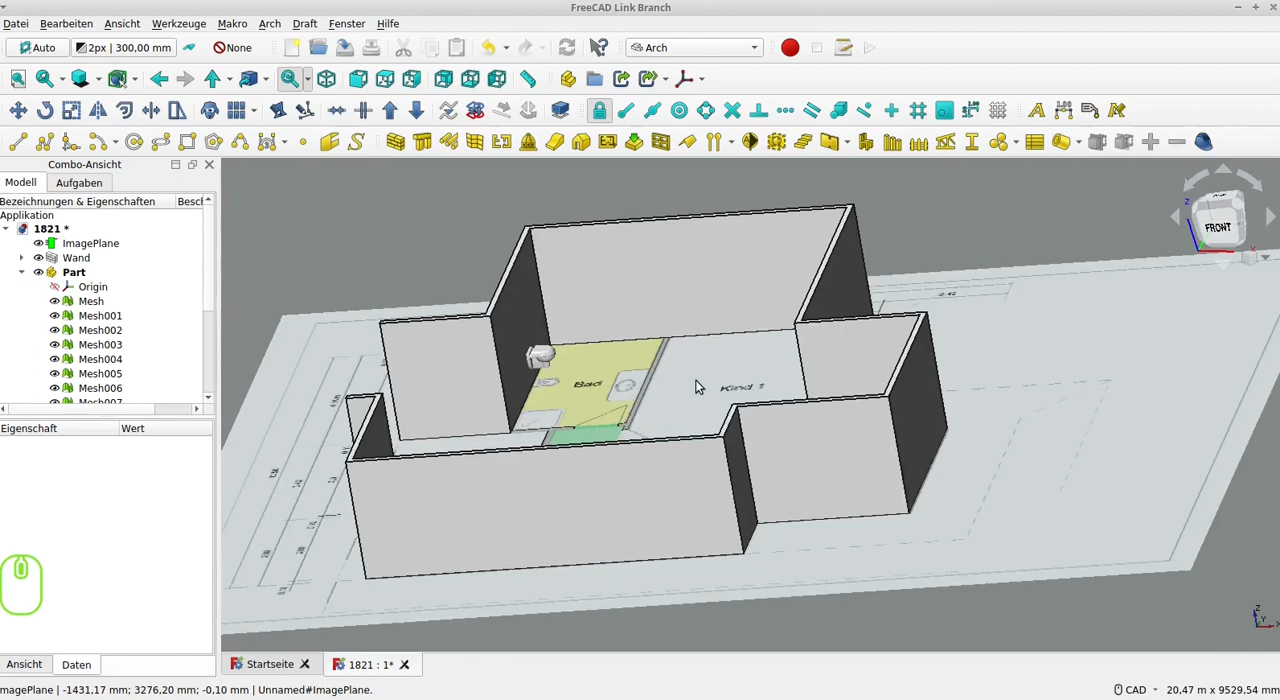 FreeCAD Link Branch
Datei Bearbeiten Ansicht Werkzeuge Makro Arch Draft Fenster Hilfe
Auto 2px | 300,00 mm None Arch
Combo-Ansicht
Modell Aufgaben
Bezeichnungen & Eigenschaften Besc
Applikation
1821 *
ImagePlane
Wand
Part
Origin
Mesh
Mesh001
Mesh002
Mesh003
Mesh004
Mesh005
Mesh006
Mesh007
Eigenschaft Wert
Z
FRONT
Bad
Kind 1
Z
Y
X
Ansicht Daten
Startseite 1821 : 1*
magePlane | -1431,17 mm; 3276,20 mm; -0,10 mm | Unnamed#ImagePlane. CAD 20,47 m x 9529,54 mm